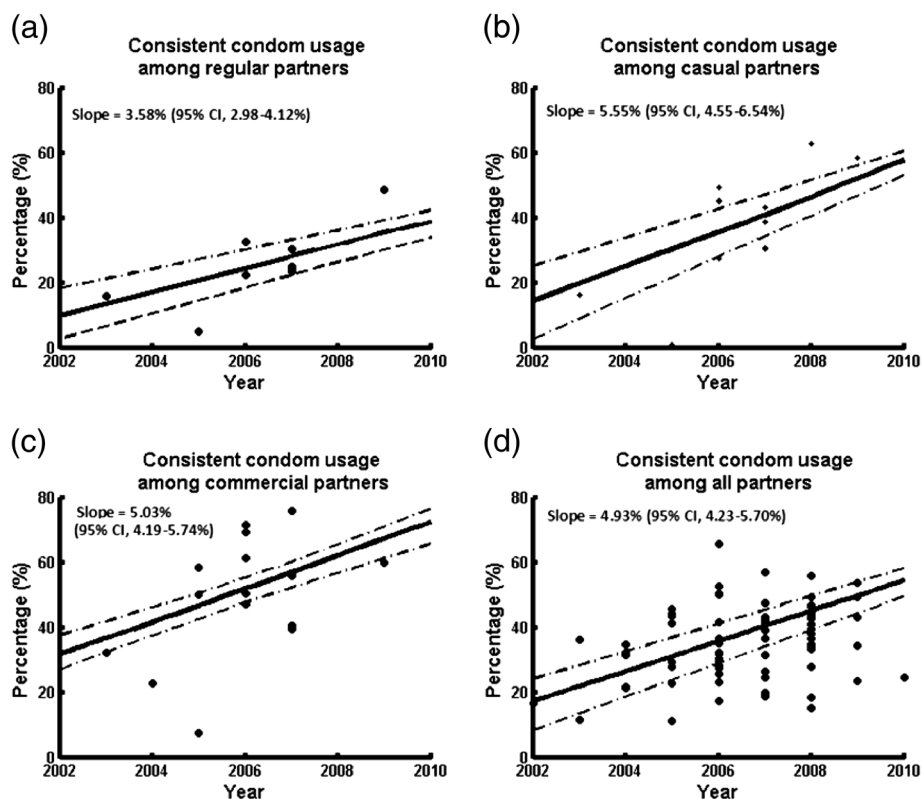 (a)
Consistent condom usage
among regular partners
Slope = 3.58% (95% CI, 2.98-4.12%)
Percentage (%)
80
60
40
20
0
2002 2004 2006 2008 2010
Year
(b)
Consistent condom usage
among casual partners
Slope = 5.55% (95% CI, 4.55-6.54%)
Percentage (%)
80
60
40
20
0
2002 2004 2006 2008 2010
Year
(c)
Consistent condom usage
among commercial partners
Slope = 5.03%
(95% CI, 4.19-5.74%)
Percentage (%)
80
60
40
20
0
2002 2004 2006 2008 2010
Year
(d)
Consistent condom usage
among all partners
Slope = 4.93% (95% CI, 4.23-5.70%)
Percentage (%)
80
60
40
20
0
2002 2004 2006 2008 2010
Year